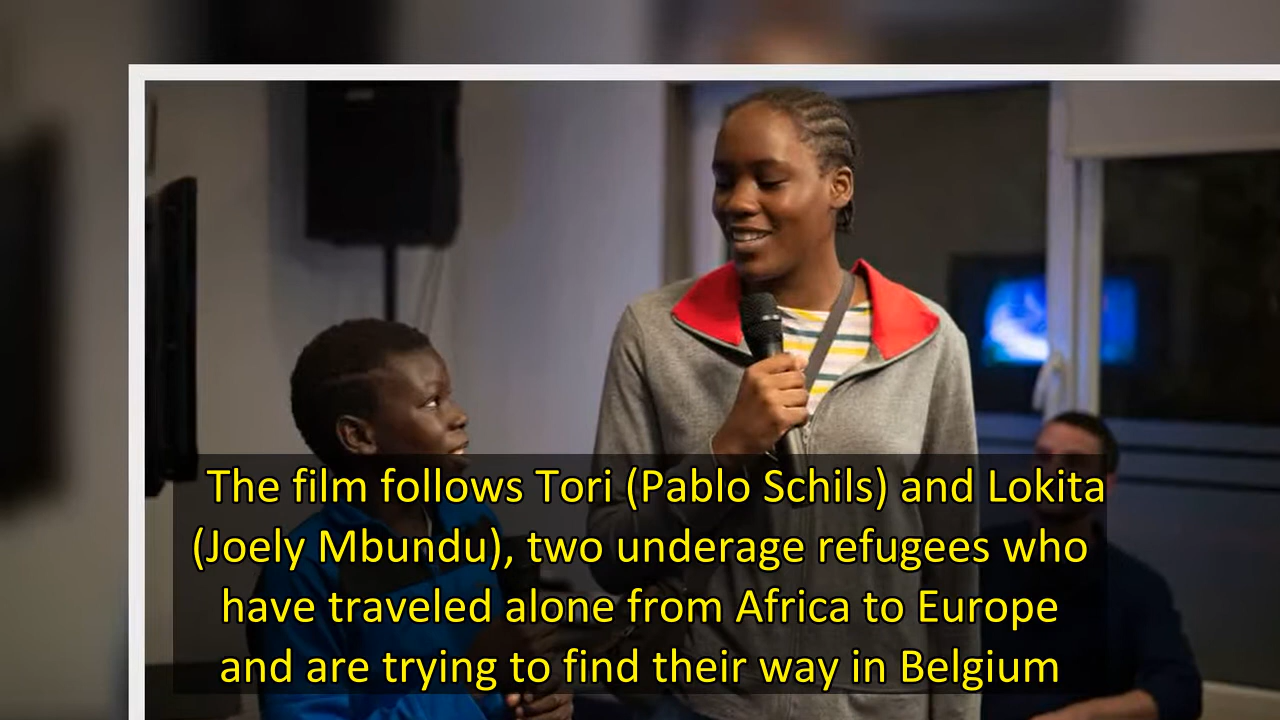 The film follows Tori (Pablo Schils) and Lokita
(Joely Mbundu), two underage refugees who
have traveled alone from Africa to Europe
and are trying to find their way in Belgium